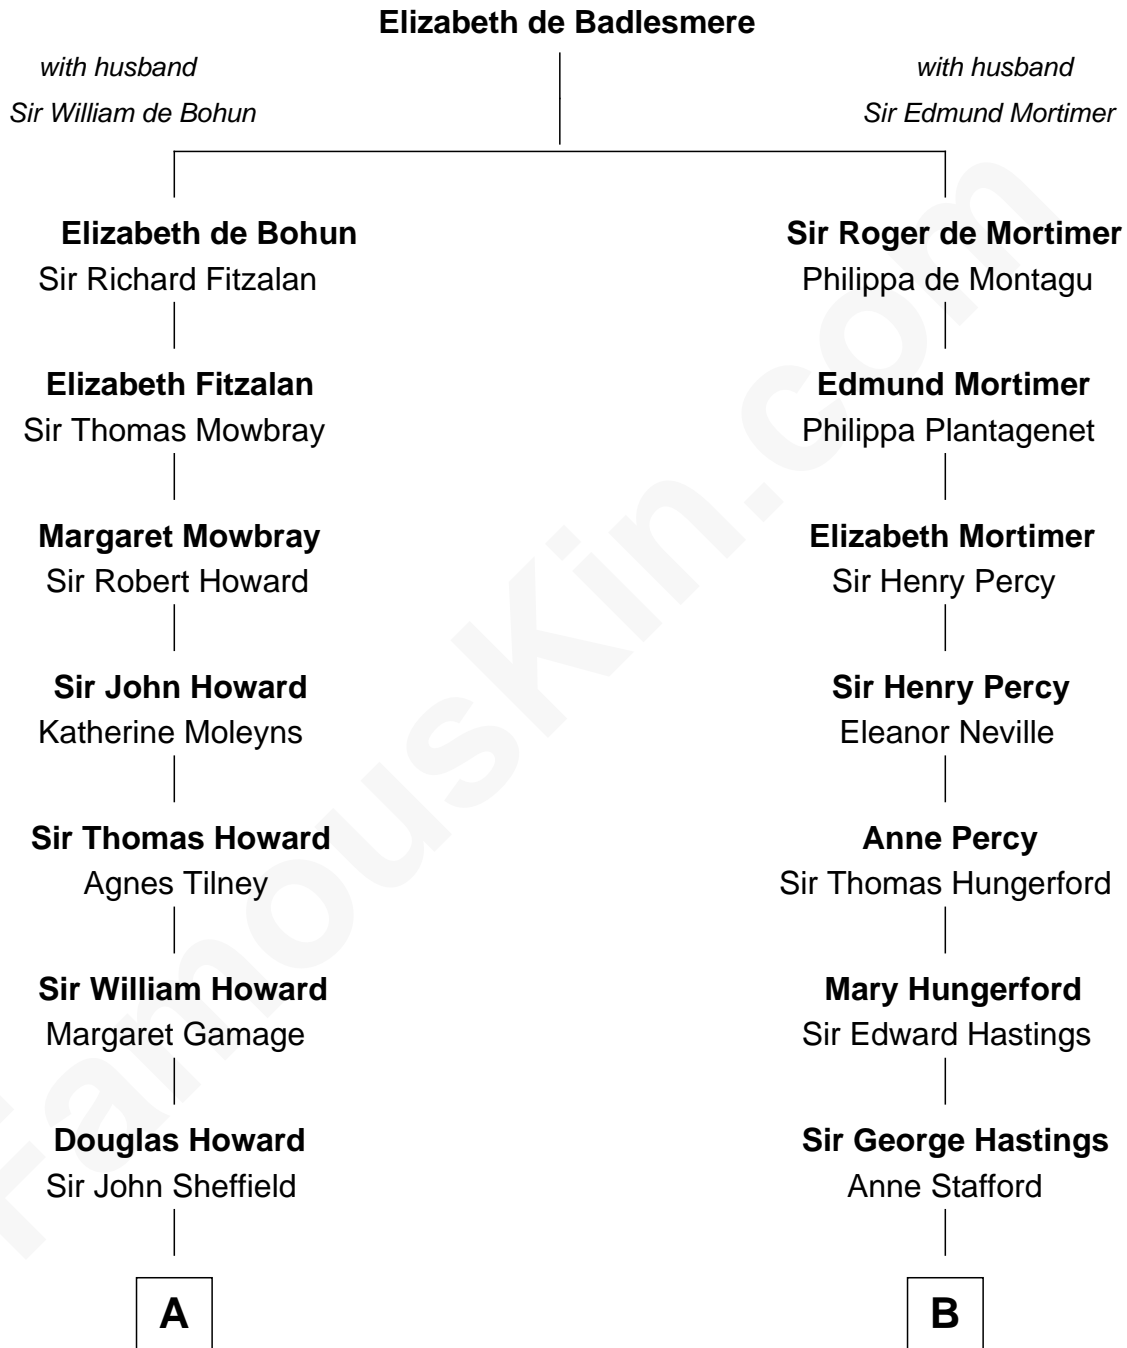 Elizabeth de Badlesmere
with husband
Sir William de Bohun
with husband
Sir Edmund Mortimer
Elizabeth de Bohun
Sir Richard Fitzalan
Sir Roger de Mortimer
Philippa de Montagu
Elizabeth Fitzalan
Sir Thomas Mowbray
Edmund Mortimer
Philippa Plantagenet
Margaret Mowbray
Sir Robert Howard
Elizabeth Mortimer
Sir Henry Percy
Sir John Howard
Katherine Moleyns
Sir Henry Percy
Eleanor Neville
Sir Thomas Howard
Agnes Tilney
Anne Percy
Sir Thomas Hungerford
Sir William Howard
Margaret Gamage
Mary Hungerford
Sir Edward Hastings
Douglas Howard
Sir John Sheffield
Sir George Hastings
Anne Stafford
A
B
FamousKin.com